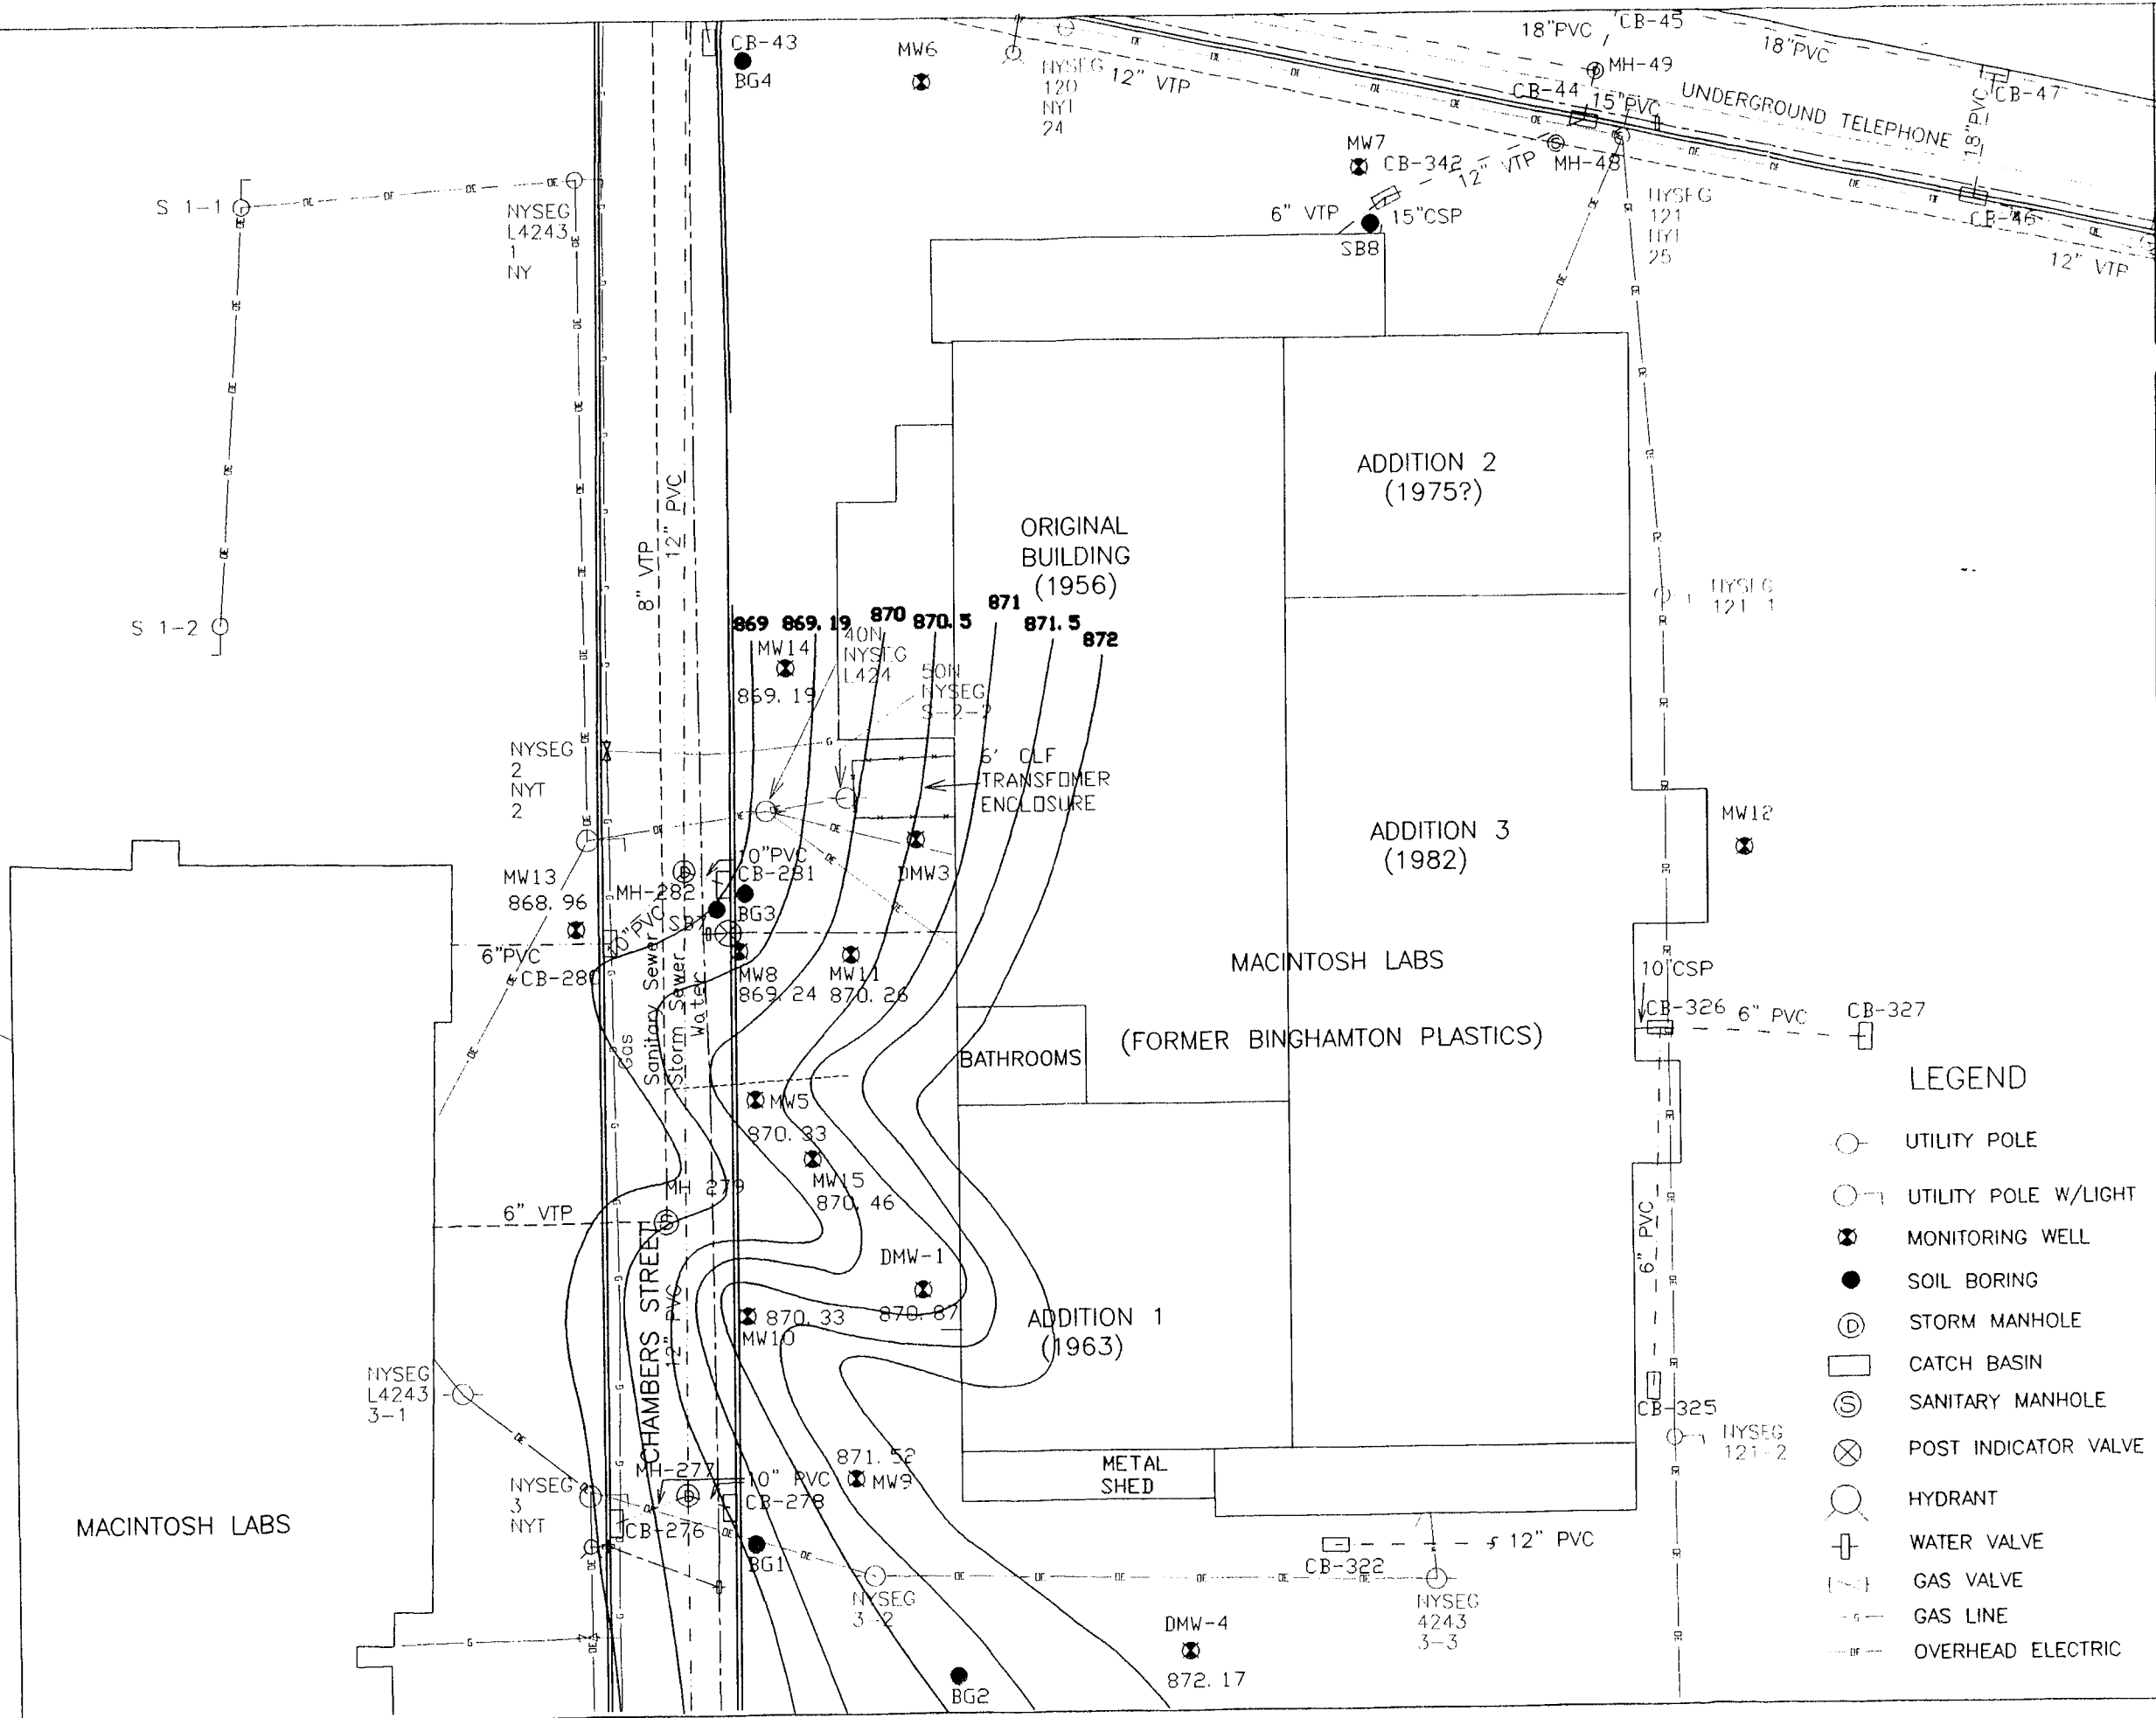 CB-43
BG4
MW6
NYSEG
120
NYT
24
12" VTP
18"PVC
CB-45
18"PVC
MH-49
CB-44
15"PVC
UNDERGROUND TELEPHONE
18"PVC
CB-47
MW7
CB-342
12" VTP
MH-48
6" VTP
15"CSP
SB8
NYSEG
121
NYT
25
CB-46
12" VTP
S 1-1
NYSEG
L4243
1
NY
S 1-2
8" VTP
12" PVC
ADDITION 2
(1975?)
ORIGINAL
BUILDING
(1956)
NYSEG
121 1
869
869.19
870
870.5
871
871.5
872
MW14
869.19
40N
NYSEG
L424
50N
NYSEG
S-2-2
NYSEG
2
NYT
2
6' CLF
TRANSFOMER
ENCLOSURE
ADDITION 3
(1982)
MW12
MW13
868.96
MH-282
10"PVC
CB-281
DMW3
BG3
SB7
10"PVC
6"PVC
CB-280
MW8
869.24
MW11
870.26
MACINTOSH LABS
(FORMER BINGHAMTON PLASTICS)
BATHROOMS
10"CSP
CB-326
6" PVC
CB-327
Gas
Sanitary Sewer
Storm Sewer
Water
MW5
870.33
MW15
870.46
MH 279
6" VTP
CHAMBERS STREET
12" PVC
DMW-1
870.87
870.33
MW10
ADDITION 1
(1963)
6" PVC
CB-325
NYSEG
121-2
NYSEG
L4243
3-1
NYSEG
3
NYT
MH-277
10" PVC
CB-278
CB-276
BG1
871.52
MW9
METAL
SHED
NYSEG
3-2
CB-322
12" PVC
NYSEG
4243
3-3
DMW-4
872.17
BG2
MACINTOSH LABS
LEGEND
UTILITY POLE
UTILITY POLE W/LIGHT
MONITORING WELL
SOIL BORING
D STORM MANHOLE
CATCH BASIN
S SANITARY MANHOLE
POST INDICATOR VALVE
HYDRANT
WATER VALVE
GAS VALVE
G GAS LINE
OE OVERHEAD ELECTRIC